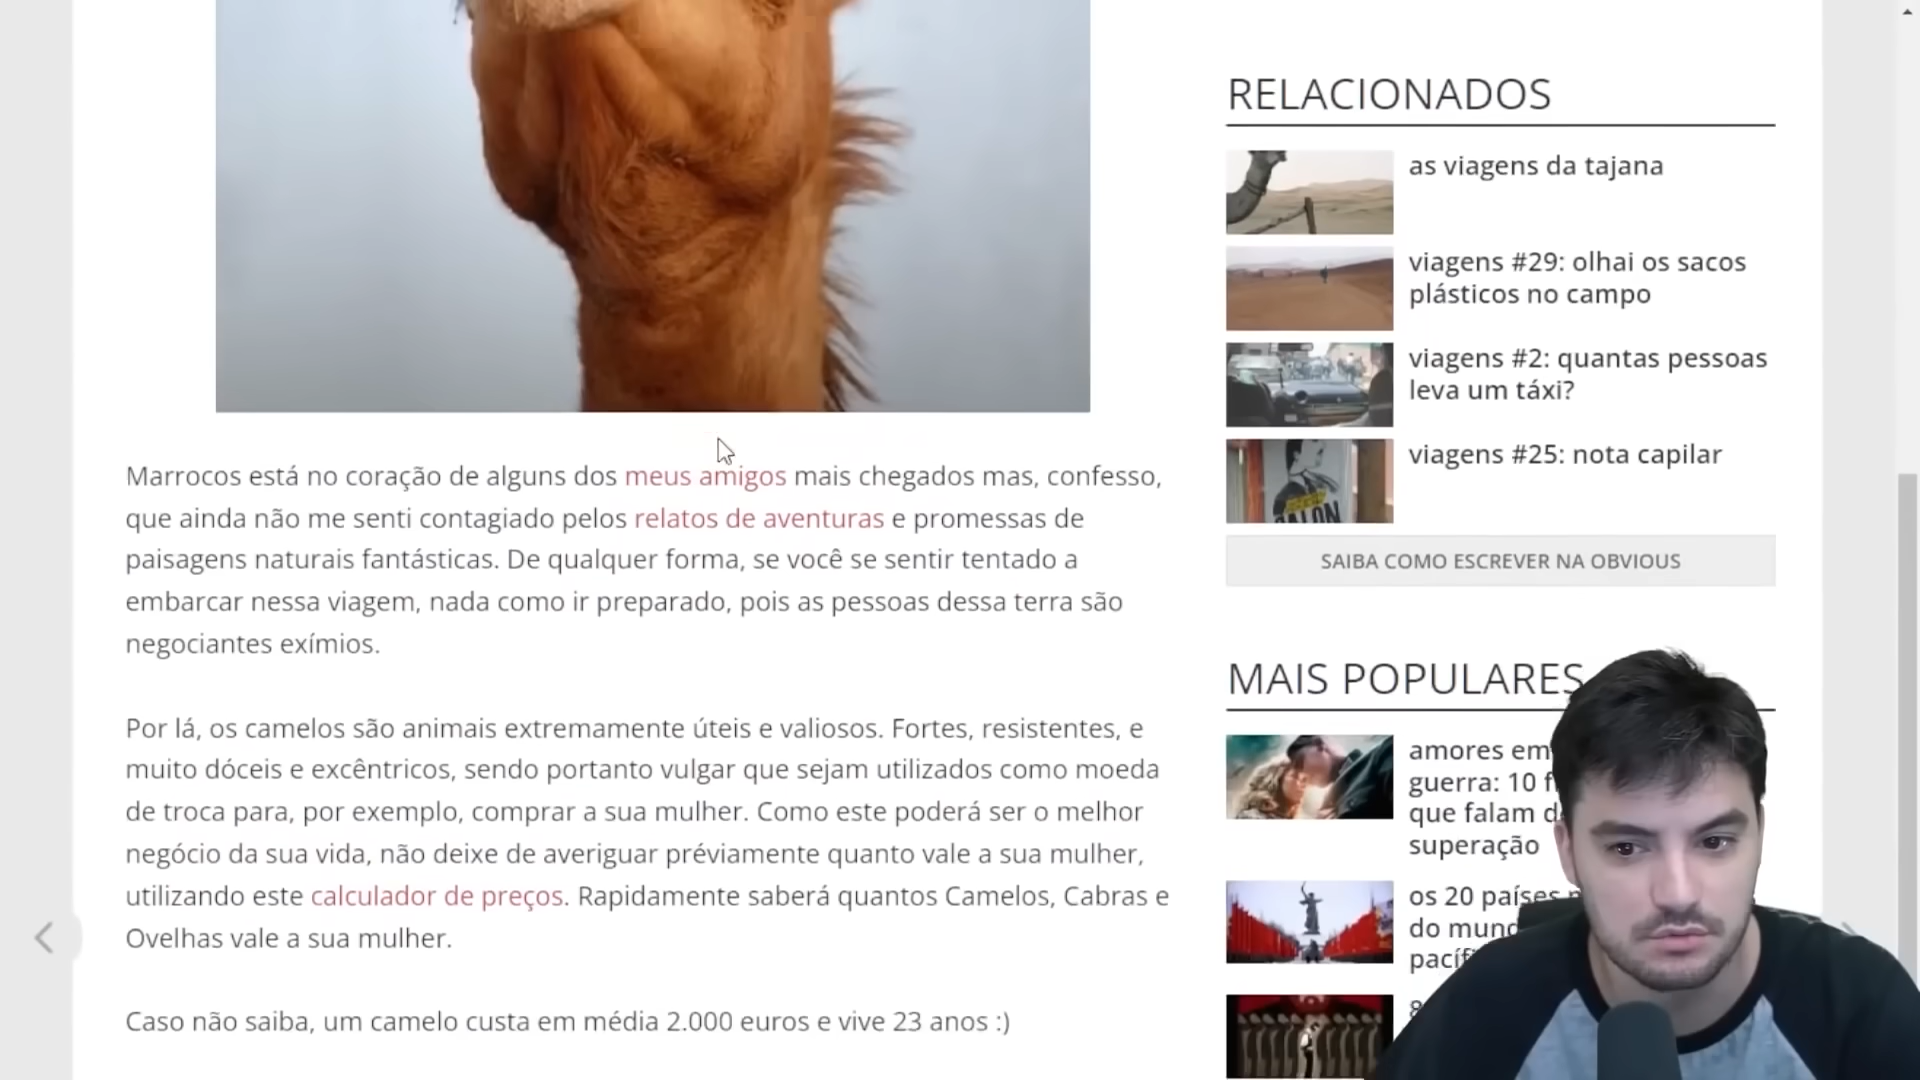 Marrocos está no coração de alguns dos meus amigos mais chegados mas, confesso,
que ainda não me senti contagiado pelos relatos de aventuras e promessas de
paisagens naturais fantásticas. De qualquer forma, se você se sentir tentado a
embarcar nessa viagem, nada como ir preparado, pois as pessoas dessa terra são
negociantes exímios.
Por lá, os camelos são animais extremamente úteis e valiosos. Fortes, resistentes, e
muito dóceis e excêntricos, sendo portanto vulgar que sejam utilizados como moeda
de troca para, por exemplo, comprar a sua mulher. Como este poderá ser o melhor
negócio da sua vida, não deixe de averiguar préviamente quanto vale a sua mulher,
utilizando este calculador de preços. Rapidamente saberá quantos Camelos, Cabras e
Ovelhas vale a sua mulher.
Caso não saiba, um camelo custa em média 2.000 euros e vive 23 anos :)
RELACIONADOS
as viagens da tajana
viagens #29: olhai os sacos
plásticos no campo
viagens #2: quantas pessoas
leva um táxi?
viagens #25: nota capilar
SAIBA COMO ESCREVER NA OBVIOUS
MAIS POPULARES
amores em
guerra: 10
que falam
superação
os 20 países
do